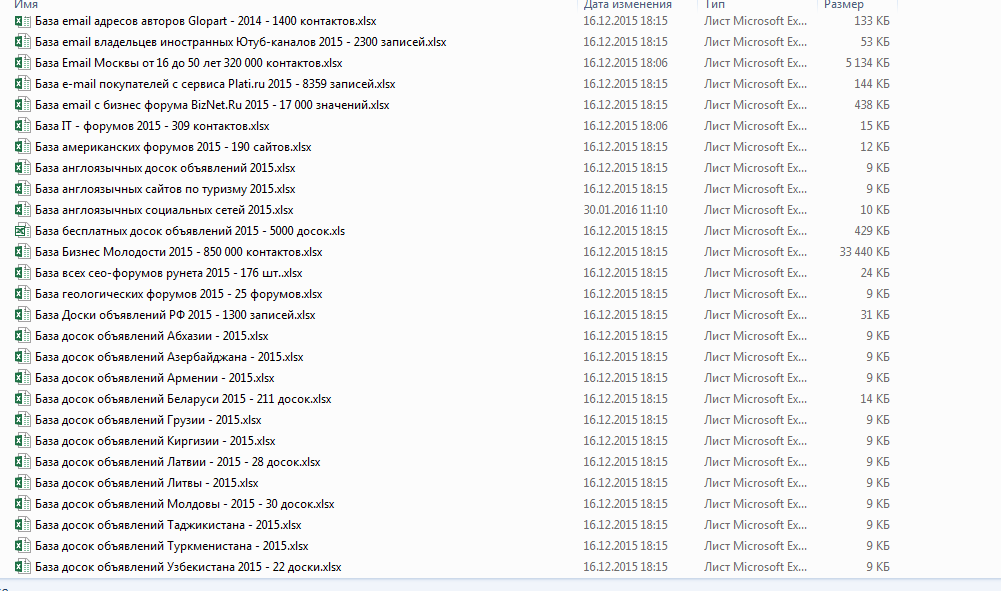 Имя Дата изменения Тип Размер
База email адресов авторов Glopart - 2014 - 1400 контактов.xlsx 16.12.2015 18:15 Лист Microsoft Ex... 133 КБ
База email владельцев иностранных Ютуб-каналов 2015 - 2300 записей.xlsx 16.12.2015 18:15 Лист Microsoft Ex... 53 КБ
База Email Москвы от 16 до 50 лет 320 000 контактов.xlsx 16.12.2015 18:06 Лист Microsoft Ex... 5 134 КБ
База e-mail покупателей с сервиса Plati.ru 2015 - 8359 записей.xlsx 16.12.2015 18:15 Лист Microsoft Ex... 144 КБ
База email с бизнес форума BizNet.Ru 2015 - 17 000 значений.xlsx 16.12.2015 18:15 Лист Microsoft Ex... 438 КБ
База IT - форумов 2015 - 309 контактов.xlsx 16.12.2015 18:06 Лист Microsoft Ex... 15 КБ
База американских форумов 2015 - 190 сайтов.xlsx 16.12.2015 18:15 Лист Microsoft Ex... 12 КБ
База англоязычных досок объявлений 2015.xlsx 16.12.2015 18:15 Лист Microsoft Ex... 9 КБ
База англоязычных сайтов по туризму 2015.xlsx 16.12.2015 18:15 Лист Microsoft Ex... 9 КБ
База англоязычных социальных сетей 2015.xlsx 30.01.2016 11:10 Лист Microsoft Ex... 10 КБ
База бесплатных досок объявлений 2015 - 5000 досок.xls 16.12.2015 18:15 Лист Microsoft Ex... 429 КБ
База Бизнес Молодости 2015 - 850 000 контактов.xlsx 16.12.2015 18:15 Лист Microsoft Ex... 33 440 КБ
База всех сео-форумов рунета 2015 - 176 шт..xlsx 16.12.2015 18:15 Лист Microsoft Ex... 24 КБ
База геологических форумов 2015 - 25 форумов.xlsx 16.12.2015 18:15 Лист Microsoft Ex... 9 КБ
База Доски объявлений РФ 2015 - 1300 записей.xlsx 16.12.2015 18:15 Лист Microsoft Ex... 31 КБ
База досок объявлений Абхазии - 2015.xlsx 16.12.2015 18:15 Лист Microsoft Ex... 9 КБ
База досок объявлений Азербайджана - 2015.xlsx 16.12.2015 18:15 Лист Microsoft Ex... 9 КБ
База досок объявлений Армении - 2015.xlsx 16.12.2015 18:15 Лист Microsoft Ex... 9 КБ
База досок объявлений Беларуси 2015 - 211 досок.xlsx 16.12.2015 18:15 Лист Microsoft Ex... 14 КБ
База досок объявлений Грузии - 2015.xlsx 16.12.2015 18:15 Лист Microsoft Ex... 9 КБ
База досок объявлений Киргизии - 2015.xlsx 16.12.2015 18:15 Лист Microsoft Ex... 9 КБ
База досок объявлений Латвии - 2015 - 28 досок.xlsx 16.12.2015 18:15 Лист Microsoft Ex... 9 КБ
База досок объявлений Литвы - 2015.xlsx 16.12.2015 18:15 Лист Microsoft Ex... 9 КБ
База досок объявлений Молдовы - 2015 - 30 досок.xlsx 16.12.2015 18:15 Лист Microsoft Ex... 9 КБ
База досок объявлений Таджикистана - 2015.xlsx 16.12.2015 18:15 Лист Microsoft Ex... 9 КБ
База досок объявлений Туркменистана - 2015.xlsx 16.12.2015 18:15 Лист Microsoft Ex... 9 КБ
База досок объявлений Узбекистана 2015 - 22 доски.xlsx 16.12.2015 18:15 Лист Microsoft Ex... 9 КБ